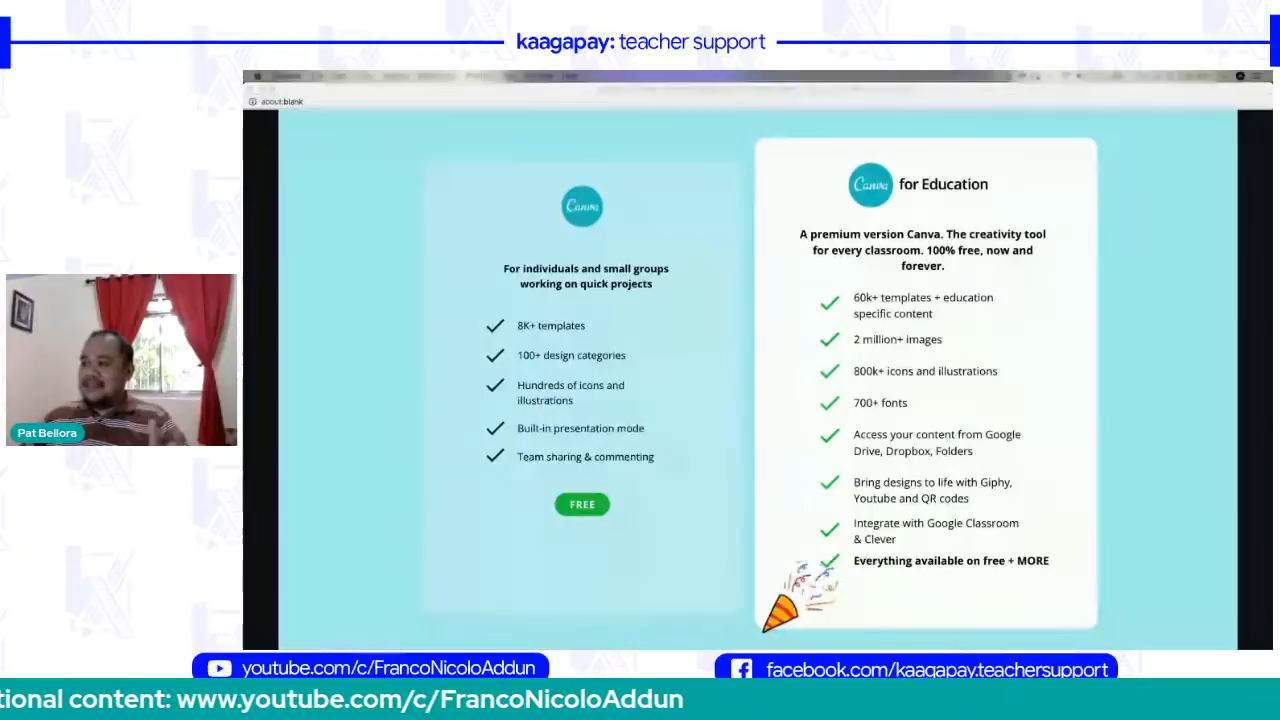 kaagapay: teacher support
about:blank
Canva
For individuals and small groups
working on quick projects
8K+ templates
100+ design categories
Hundreds of icons and
illustrations
Built-in presentation mode
Team sharing & commenting
FREE
Canva for Education
A premium version Canva. The creativity tool
for every classroom. 100% free, now and
forever.
60k+ templates + education
specific content
2 million+ images
800k+ icons and illustrations
700+ fonts
Access your content from Google
Drive, Dropbox, Folders
Bring designs to life with Giphy,
Youtube and QR codes
Integrate with Google Classroom
& Clever
Everything available on free + MORE
Pat Bellora
youtube.com/c/FrancoNicoloAddun
facebook.com/kaagapay.teachersupport
tional content: www.youtube.com/c/FrancoNicoloAddun